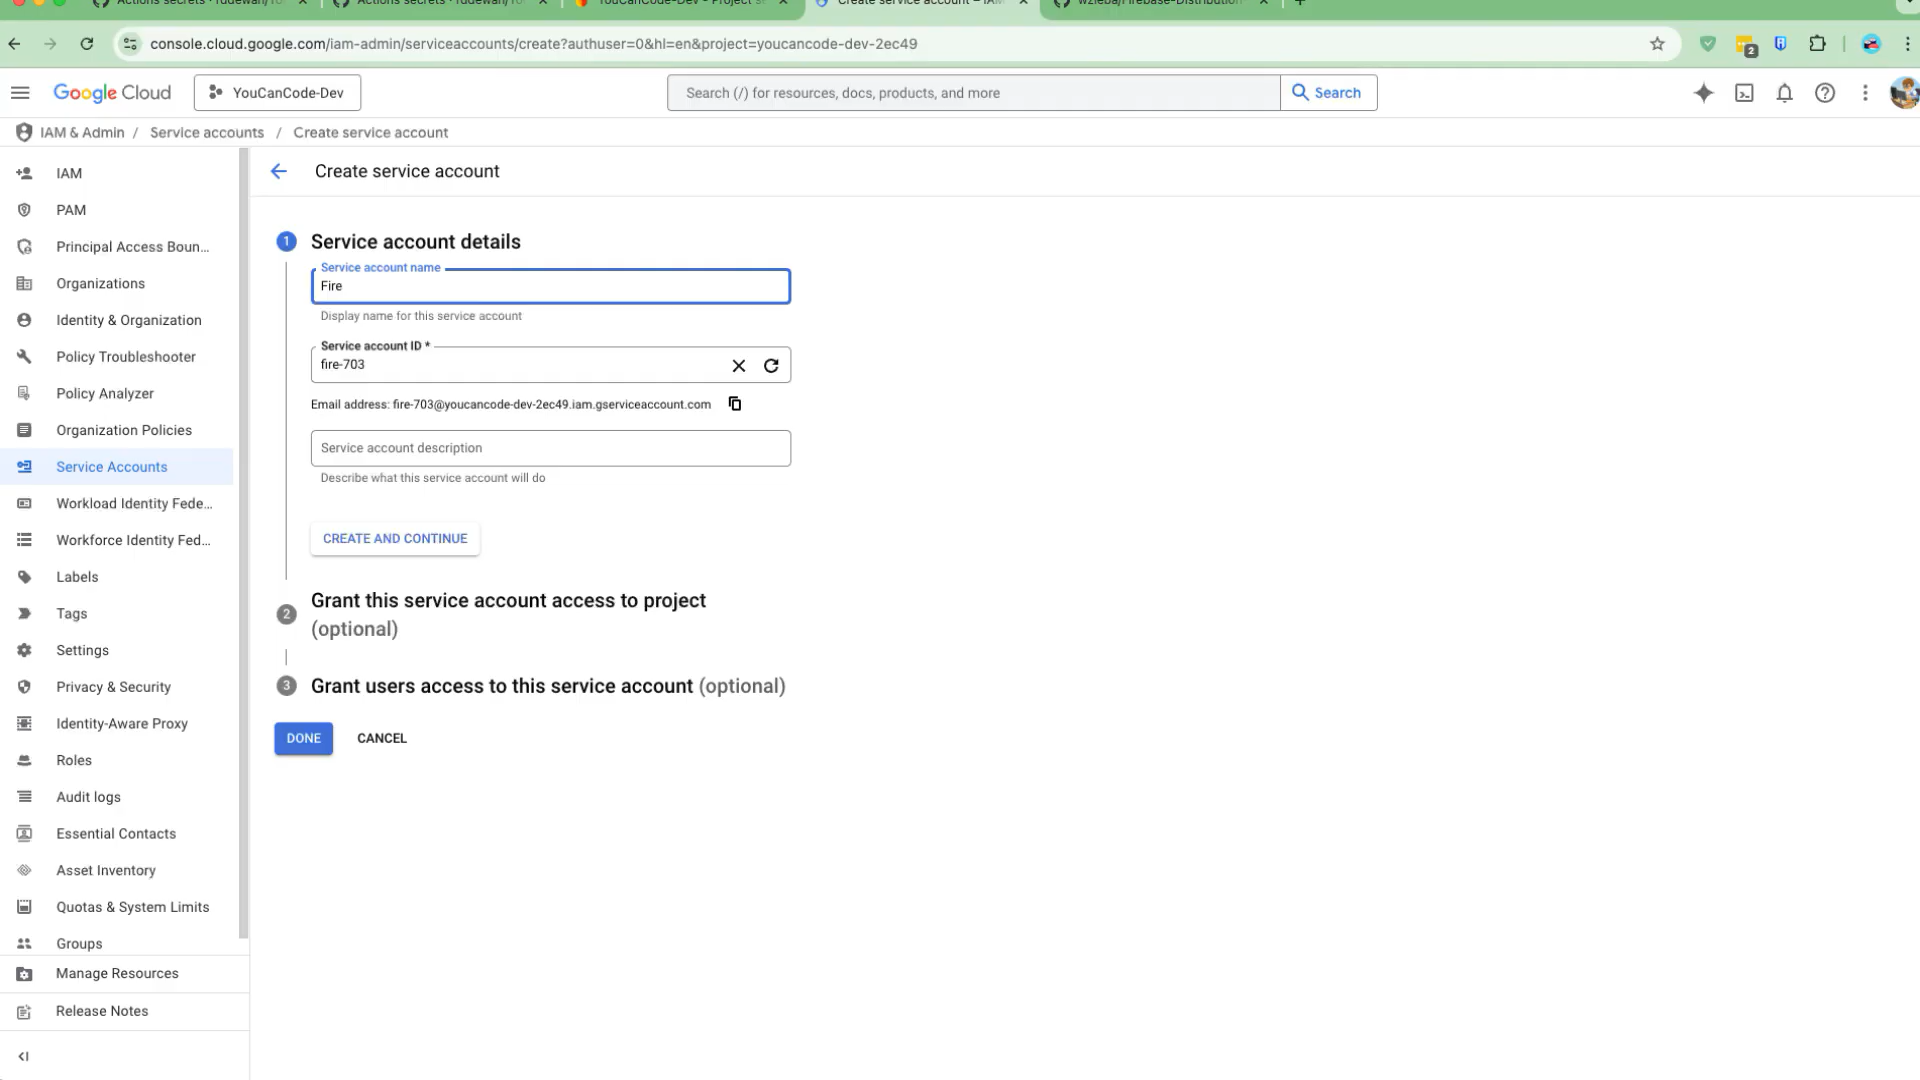 console.cloud.google.com/iam-admin/serviceaccounts/create?authuser=0&hl=en&project=youcancode-dev-2ec49
2
Google Cloud
YouCanCode-Dev
Search (/) for resources, docs, products, and more
Search
IAM & Admin / Service accounts / Create service account
IAM
PAM
Principal Access Boun...
Organizations
Identity & Organization
Policy Troubleshooter
Policy Analyzer
Organization Policies
Service Accounts
Workload Identity Fede...
Workforce Identity Fed...
Labels
Tags
Settings
Privacy & Security
Identity-Aware Proxy
Roles
Audit logs
Essential Contacts
Asset Inventory
Quotas & System Limits
Groups
Manage Resources
Release Notes
Create service account
1 Service account details
Service account name
Fire
Display name for this service account
Service account ID *
fire-703
Email address: fire-703@youcancode-dev-2ec49.iam.gserviceaccount.com
Service account description
Describe what this service account will do
CREATE AND CONTINUE
2 Grant this service account access to project
(optional)
3 Grant users access to this service account (optional)
DONE
CANCEL